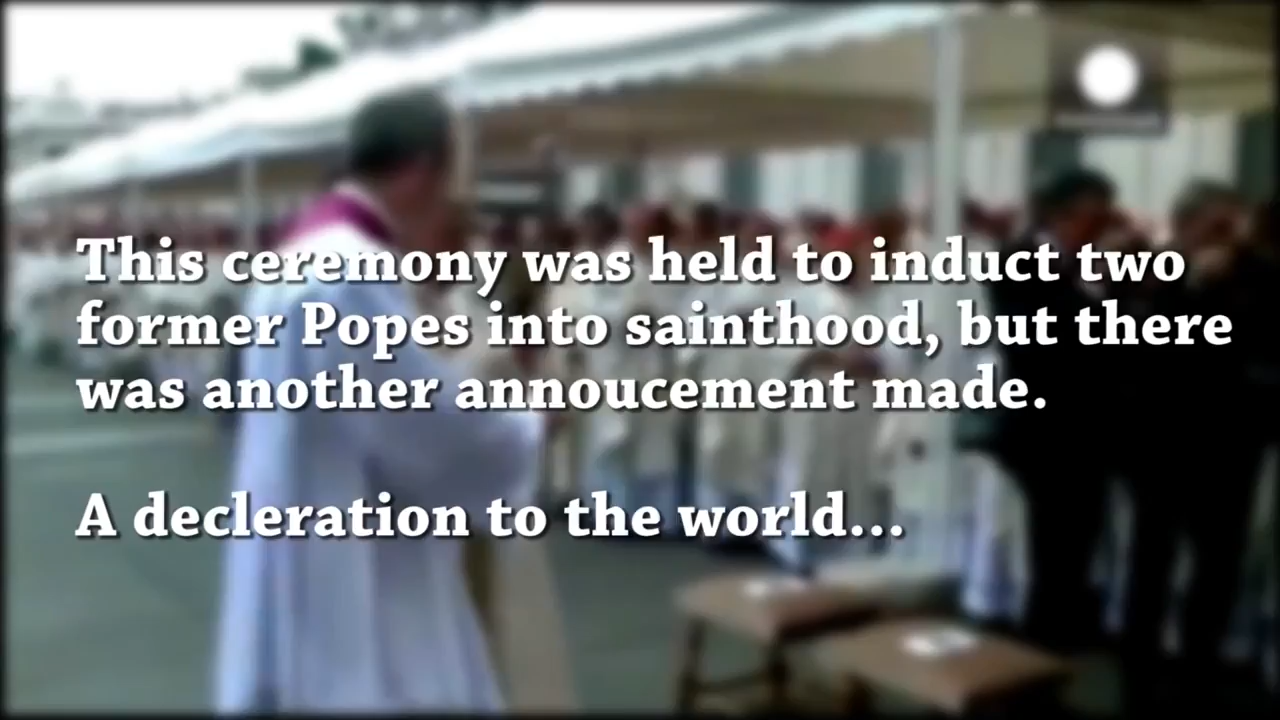 This ceremony was held to induct two
former Popes into sainthood, but there
was another annoucement made.
A decleration to the world...